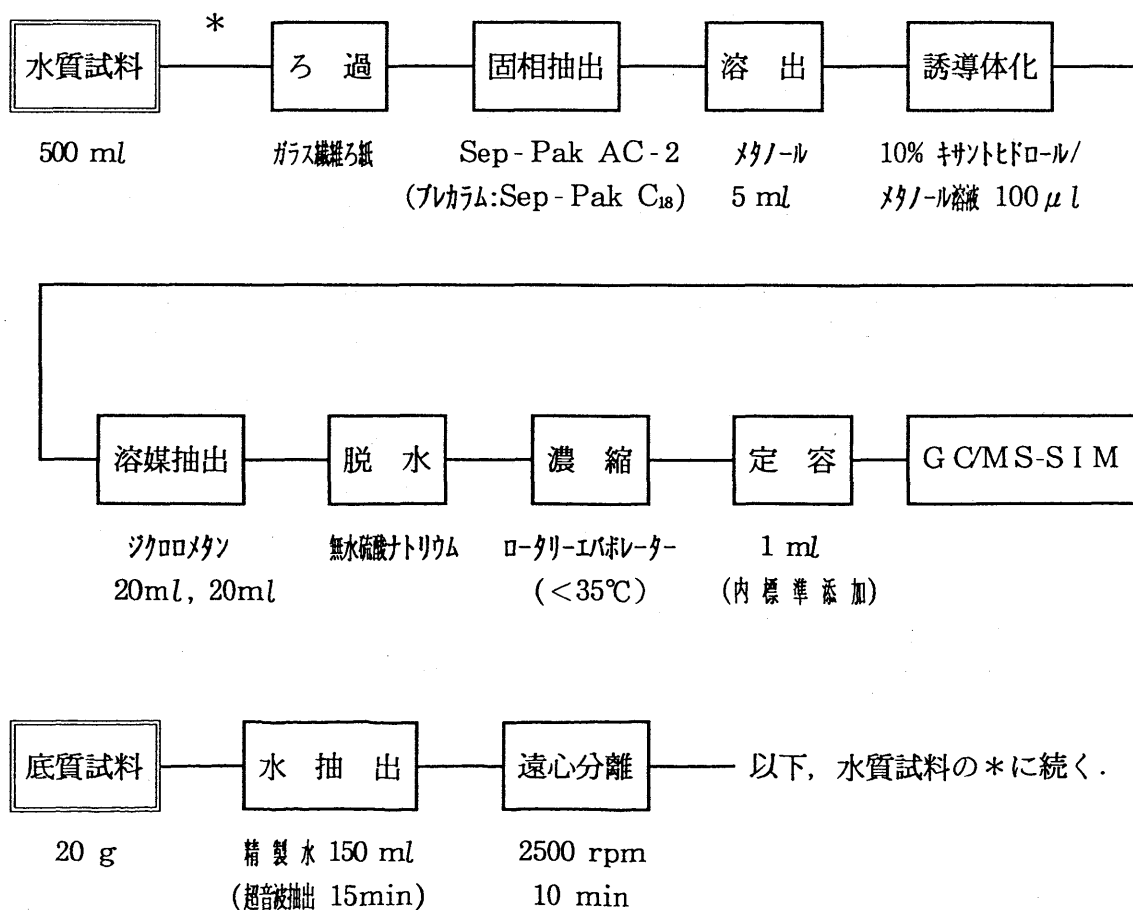 *
水質試料 ろ 過 固相抽出 溶 出 誘導体化
500 ml ガラス繊維ろ紙 Sep-Pak AC-2 メタノール 10% キサントヒドロール/
(プレカラム:Sep-Pak C₁₈) 5 ml メタノール溶液 100μl
溶媒抽出 脱 水 濃 縮 定 容 GC/MS-SIM
ジクロロメタン 無水硫酸ナトリウム ロータリーエバポレーター 1 ml
20ml, 20ml (<35℃) (内 標 準 添 加)
底質試料 水 抽 出 遠心分離 以下, 水質試料の*に続く.
20 g 精 製 水 150 ml 2500 rpm
(超音波抽出 15min) 10 min